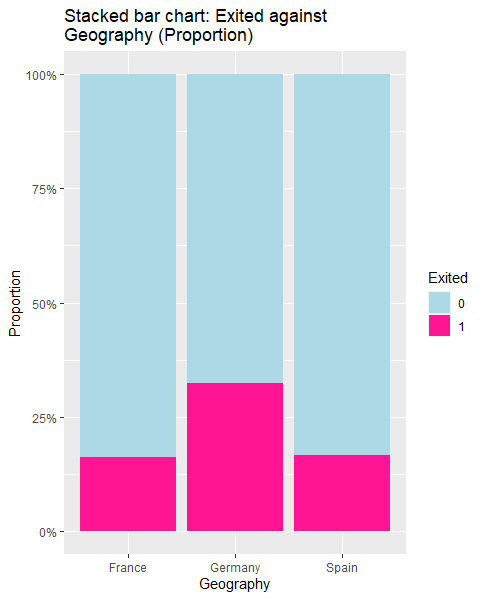 Stacked bar chart: Exited against
Geography (Proportion)
100%
75%
50%
25%
0%
Proportion
France
Germany
Spain
Geography
Exited
0
1